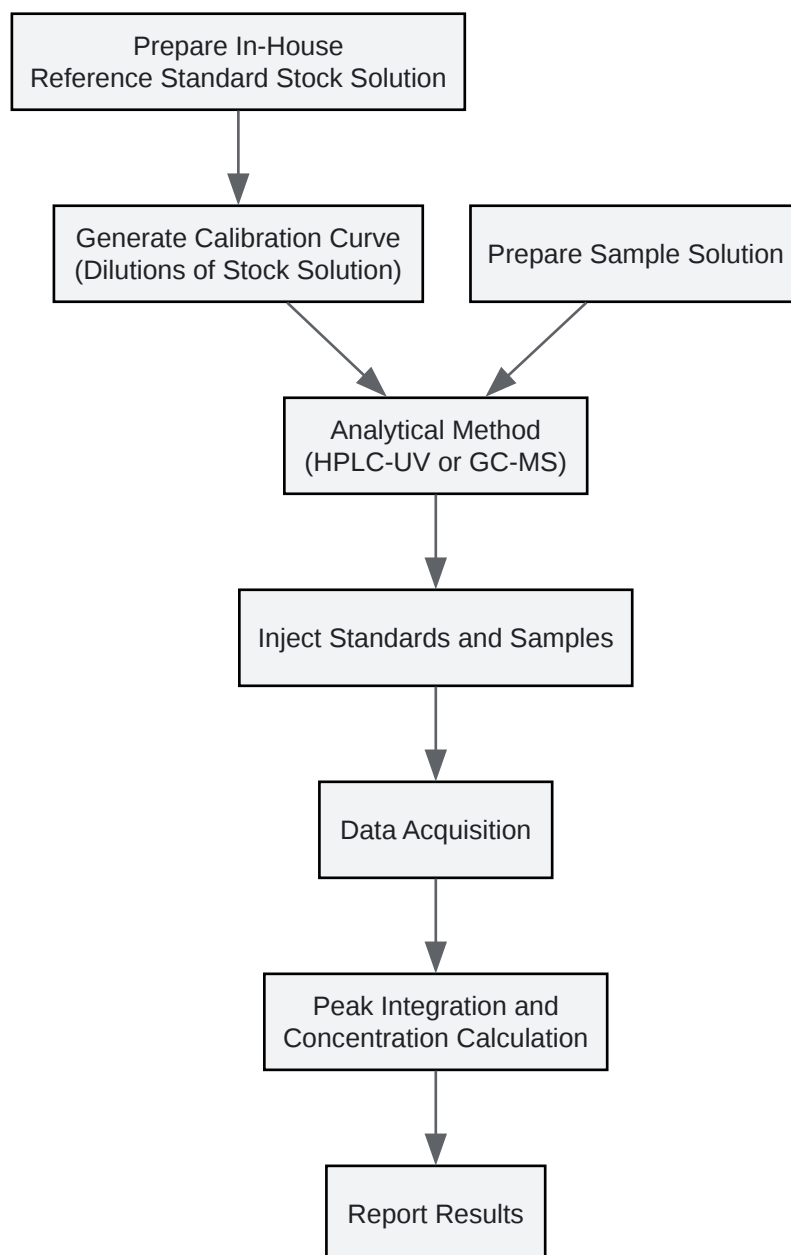 Prepare In-House
Reference Standard Stock Solution
Generate Calibration Curve
(Dilutions of Stock Solution)
Prepare Sample Solution
Analytical Method
(HPLC-UV or GC-MS)
Inject Standards and Samples
Data Acquisition
Peak Integration and
Concentration Calculation
Report Results